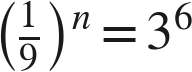 (1/9)^n = 3^6